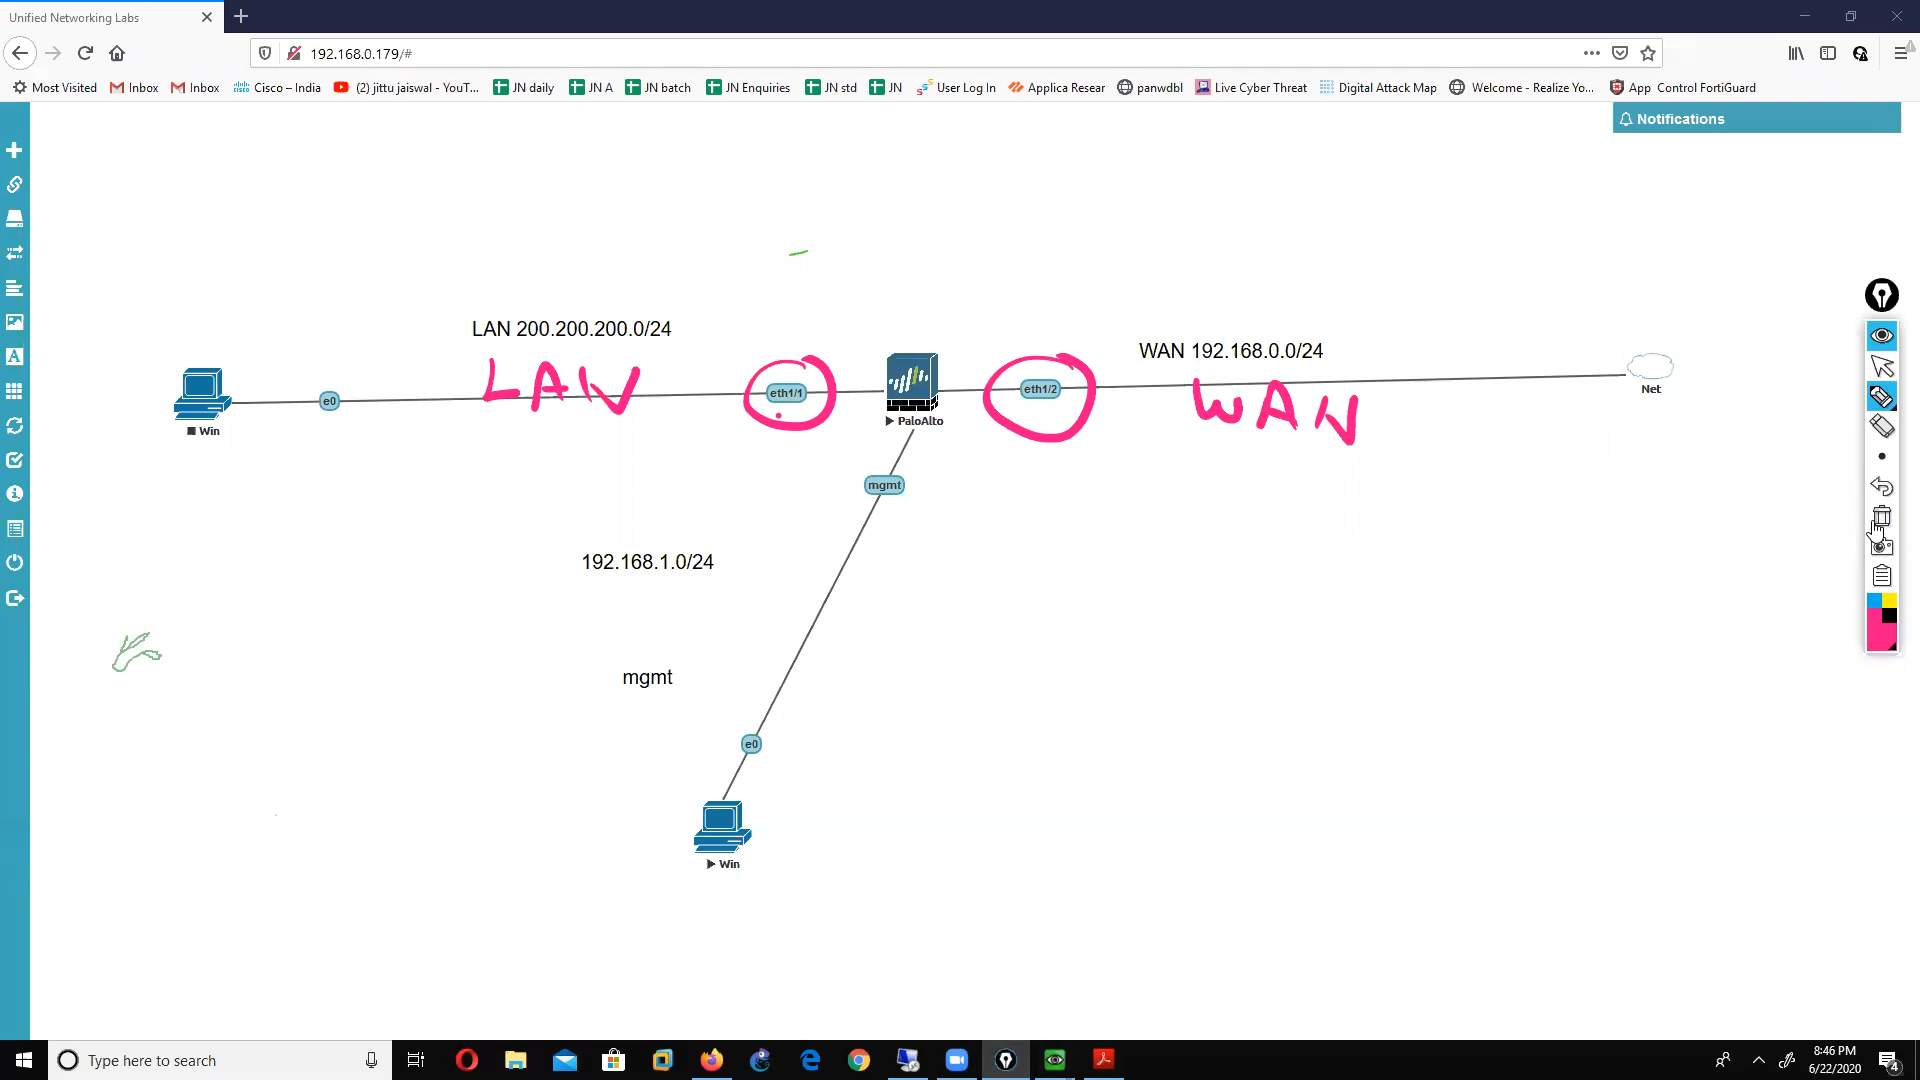 Unified Networking Labs
192.168.0.179/#
Most Visited Inbox Inbox Cisco – India (2) jittu jaiswal - YouT... JN daily JN A JN batch JN Enquiries JN std JN User Log In Applica Resear panwdbl Live Cyber Threat Digital Attack Map Welcome - Realize Yo... App Control FortiGuard
Notifications
LAN 200.200.200.0/24
WAN 192.168.0.0/24
LAN
WAN
e0
eth1/1
eth1/2
Net
Win
PaloAlto
mgmt
192.168.1.0/24
mgmt
e0
Win
Type here to search
8:46 PM
6/22/2020
4